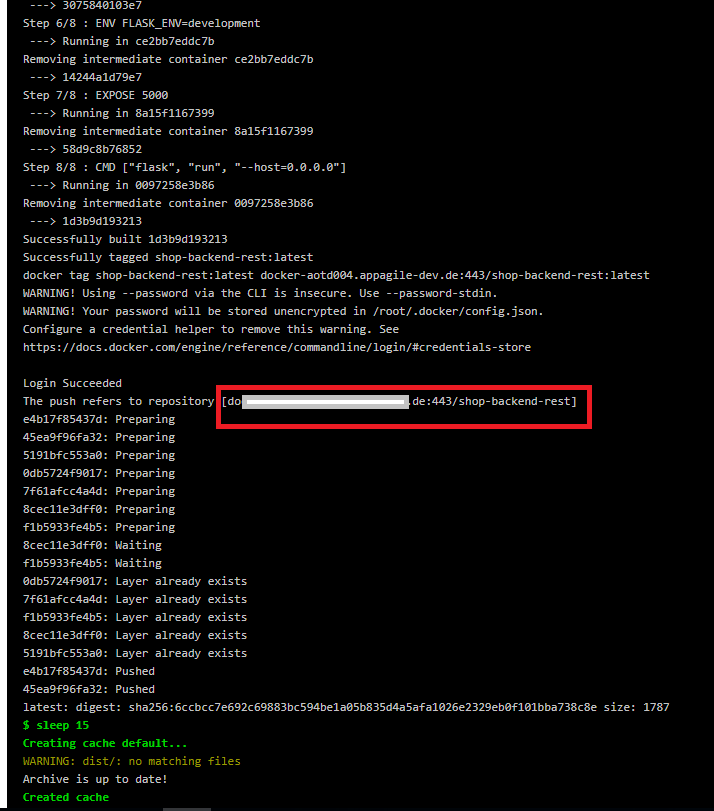 ---> 3075840103e7
Step 6/8 : ENV FLASK_ENV=development
---> Running in ce2bb7eddc7b
Removing intermediate container ce2bb7eddc7b
---> 14244a1d79e7
Step 7/8 : EXPOSE 5000
---> Running in 8a15f1167399
Removing intermediate container 8a15f1167399
---> 58d9c8b76852
Step 8/8 : CMD ["flask", "run", "--host=0.0.0.0"]
---> Running in 0097258e3b86
Removing intermediate container 0097258e3b86
---> 1d3b9d193213
Successfully built 1d3b9d193213
Successfully tagged shop-backend-rest:latest
docker tag shop-backend-rest:latest docker-aotd004.appagile-dev.de:443/shop-backend-rest:latest
WARNING! Using --password via the CLI is insecure. Use --password-stdin.
WARNING! Your password will be stored unencrypted in /root/.docker/config.json.
Configure a credential helper to remove this warning. See
https://docs.docker.com/engine/reference/commandline/login/#credentials-store
Login Succeeded
The push refers to repository [do .de:443/shop-backend-rest]
e4b17f85437d: Preparing
45ea9f96fa32: Preparing
5191bfc553a0: Preparing
0db5724f9017: Preparing
7f61afcc4a4d: Preparing
8cec11e3dff0: Preparing
f1b5933fe4b5: Preparing
8cec11e3dff0: Waiting
f1b5933fe4b5: Waiting
0db5724f9017: Layer already exists
7f61afcc4a4d: Layer already exists
f1b5933fe4b5: Layer already exists
8cec11e3dff0: Layer already exists
5191bfc553a0: Layer already exists
e4b17f85437d: Pushed
45ea9f96fa32: Pushed
latest: digest: sha256:6ccbcc7e692c69883bc594be1a05b835d4a5afa1026e2329eb0f101bba738c8e size: 1787
$ sleep 15
Creating cache default...
WARNING: dist/: no matching files
Archive is up to date!
Created cache